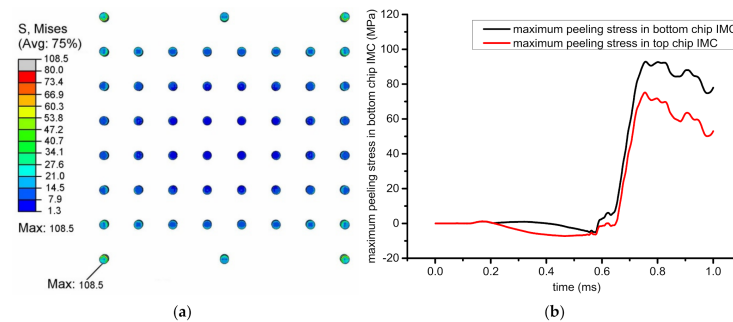 S, Mises
(Avg: 75%)
108.5
80.0
73.4
66.9
60.3
53.8
47.2
40.7
34.1
27.6
21.0
14.5
7.9
1.3
Max: 108.5
Max: 108.5
(a)
maximum peeling stress in bottom chip IMC (MPa)
120
100
80
60
40
20
0
-20
maximum peeling stress in bottom chip IMC
maximum peeling stress in top chip IMC
0.0 0.2 0.4 0.6 0.8 1.0
time (ms)
(b)